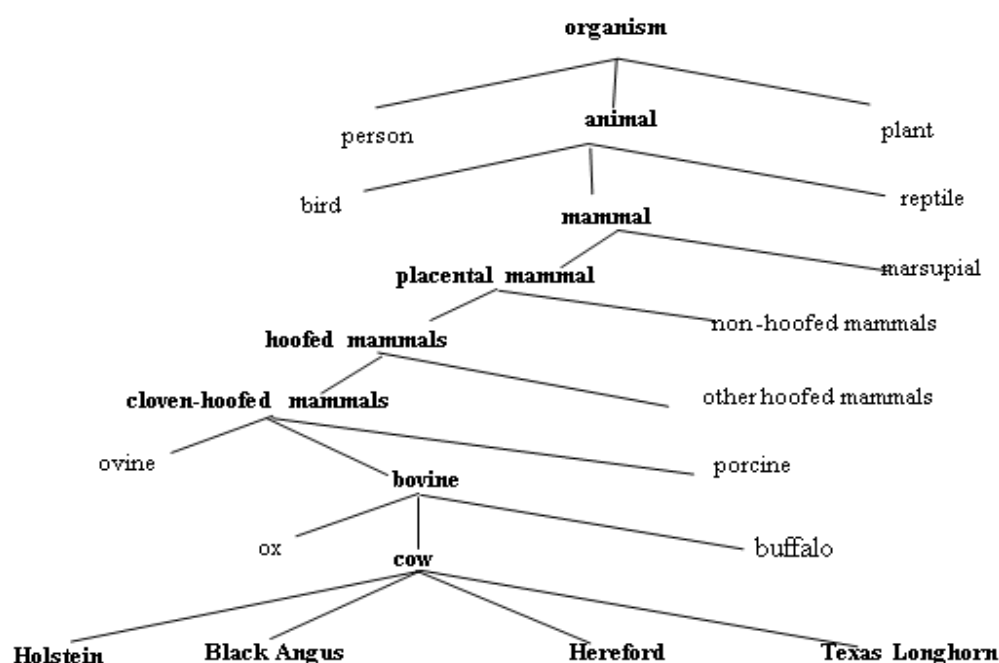 organism
person
animal
plant
bird
mammal
reptile
placental mammal
marsupial
hoofed mammals
non-hoofed mammals
cloven-hoofed mammals
other hoofed mammals
ovine
bovine
porcine
ox
cow
buffalo
Holstein
Black Angus
Hereford
Texas Longhorn